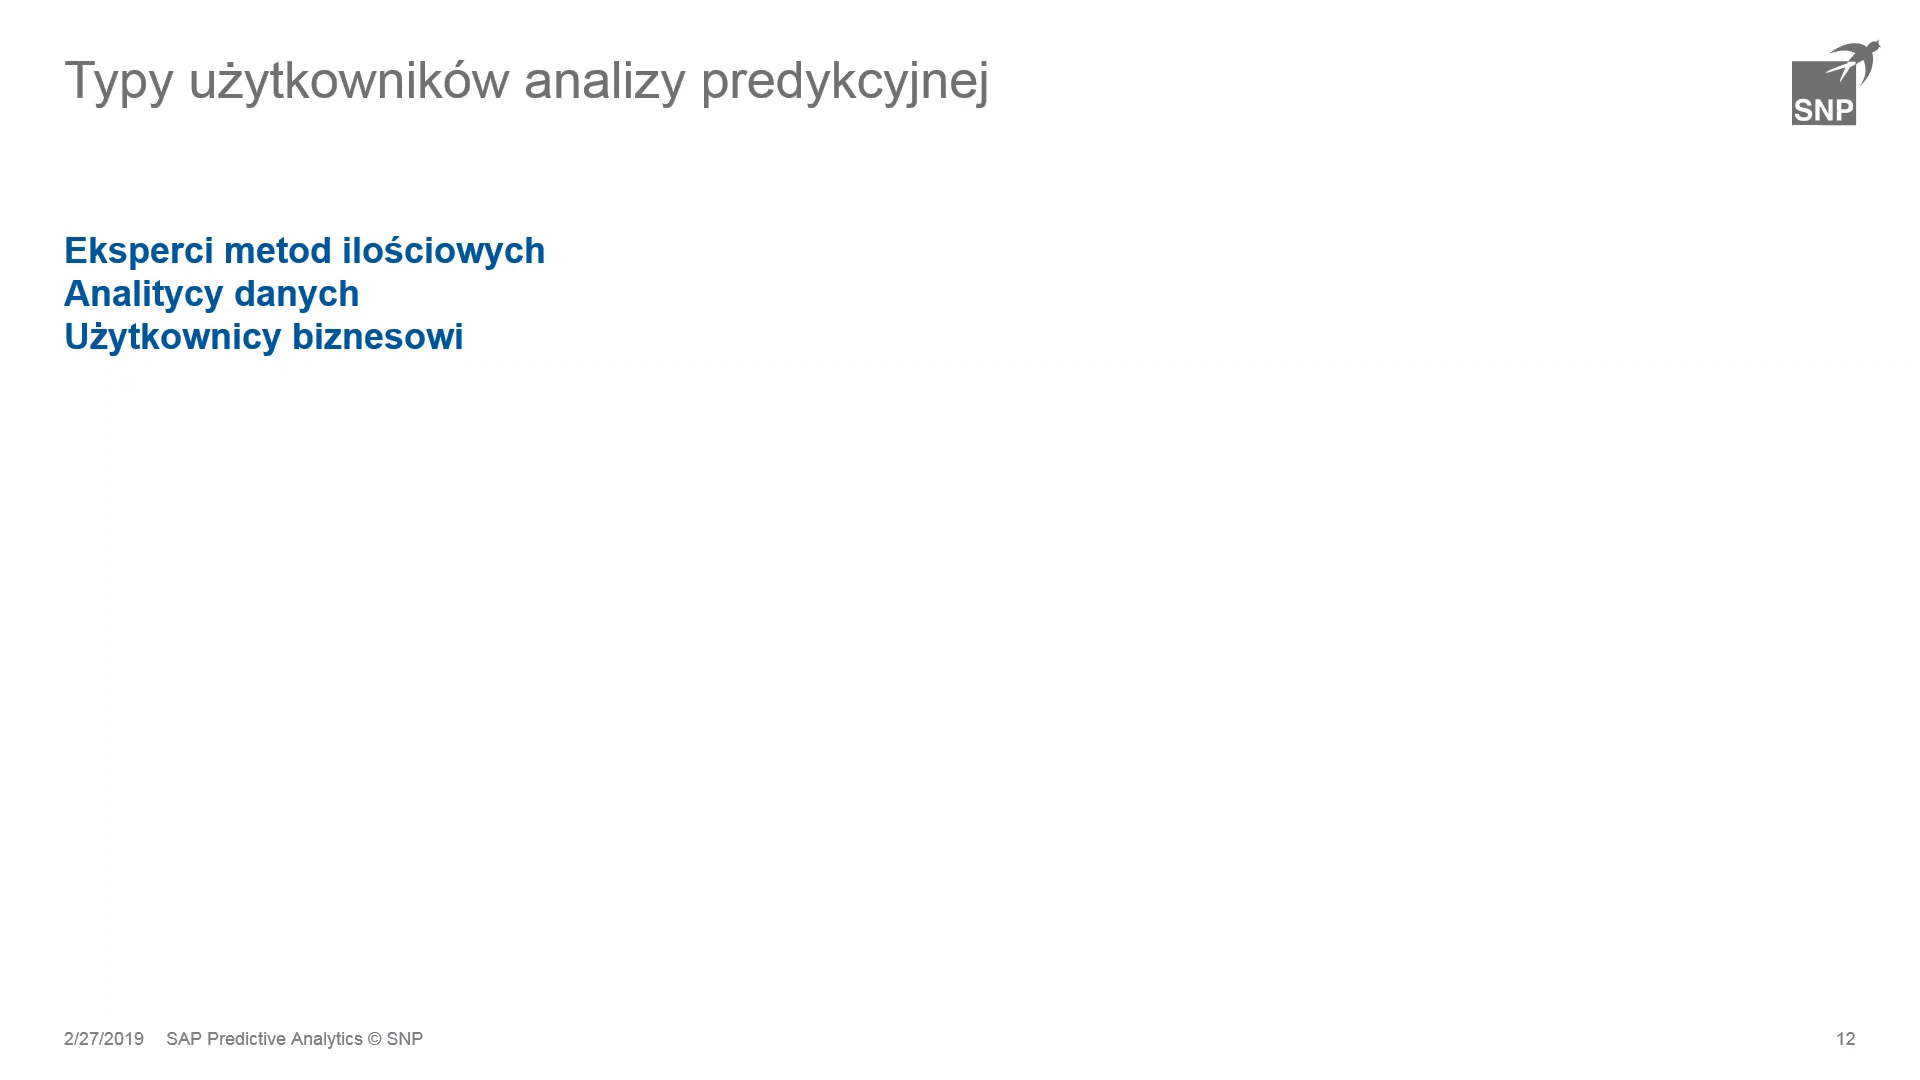 Typy użytkowników analizy predykcyjnej
SNP
Eksperci metod ilościowych
Analitycy danych
Użytkownicy biznesowi
2/27/2019 SAP Predictive Analytics © SNP
12